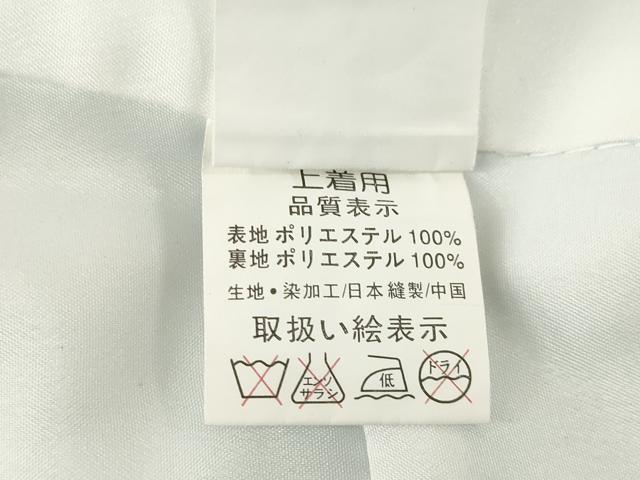 上着用
品質表示
表地 ポリエステル 100%
裏地 ポリエステル 100%
生地・染加工/日本 縫製/中国
取扱い絵表示
エンソ
サラシ
低
ドライ